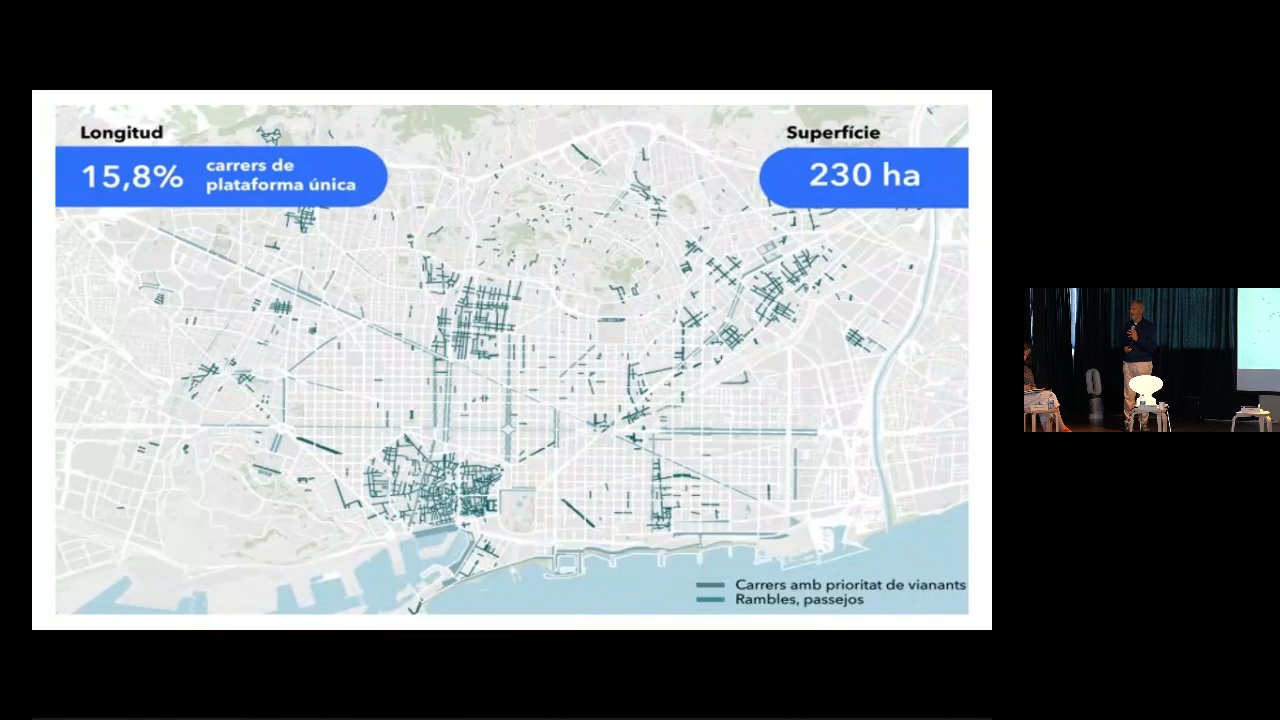 Longitud
15,8%
carrers de
plataforma única
Superfície
230 ha
Carrers amb prioritat de vianants
Rambles, passejos